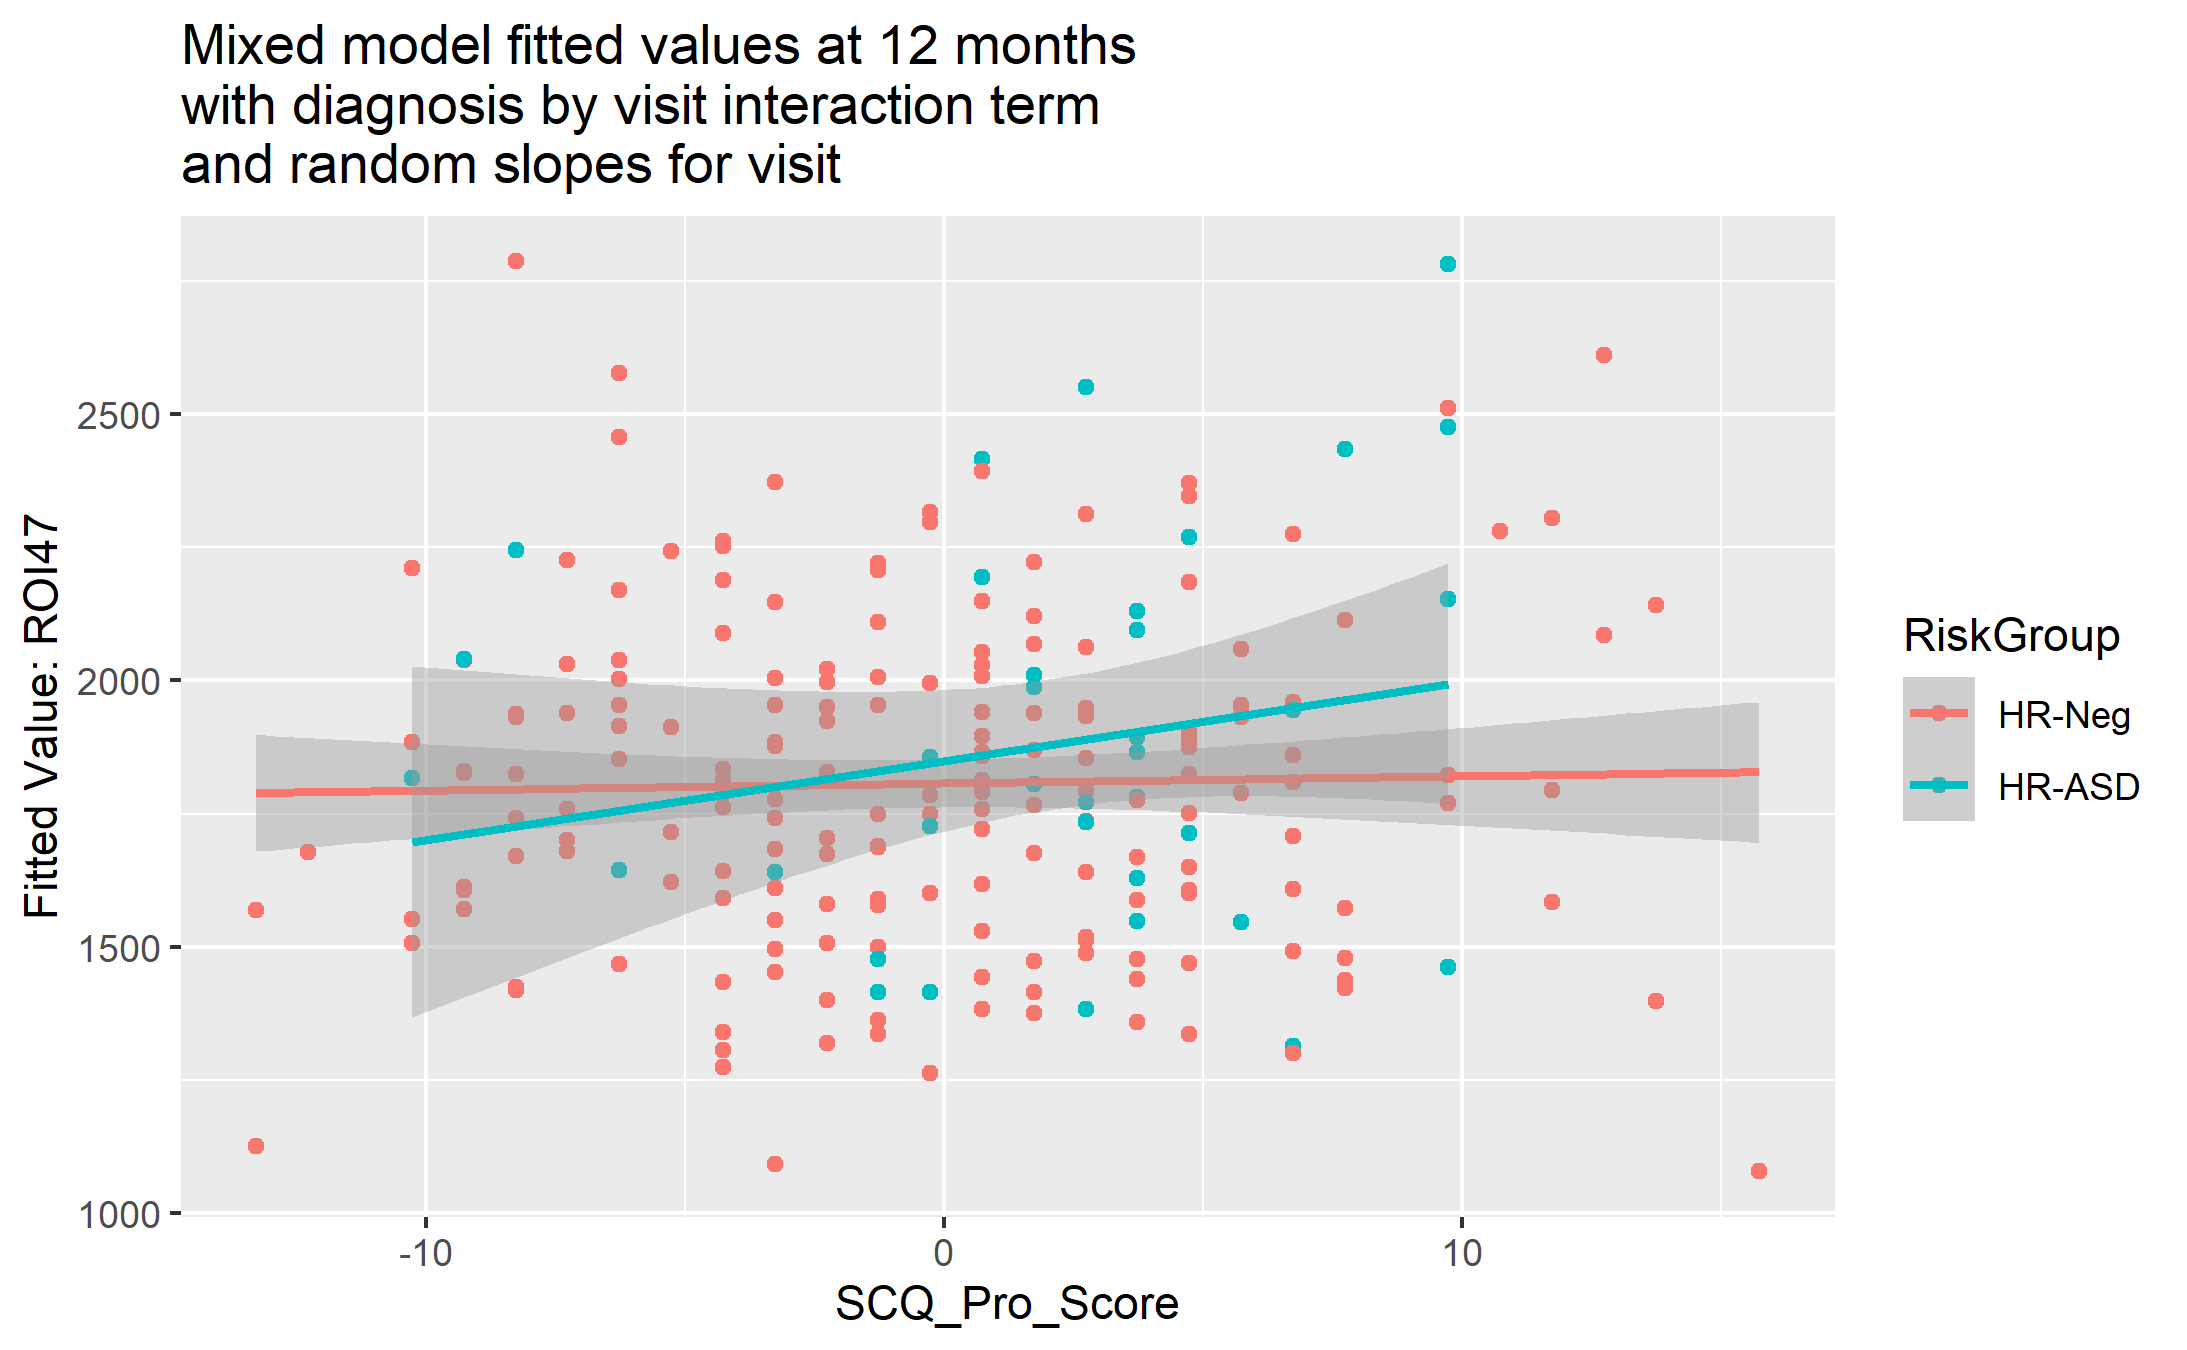 Mixed model fitted values at 12 months
with diagnosis by visit interaction term
and random slopes for visit
Fitted Value: ROI47
2500
2000
1500
1000
-10
0
10
SCQ_Pro_Score
RiskGroup
HR-Neg
HR-ASD